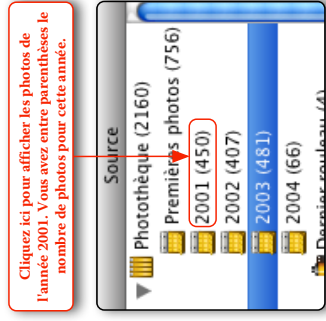 Cliquez ici pour afficher les photos de
l'année 2001. Vous avez entre parenthèses le
nombre de photos pour cette année.
Source
Photothèque (2160)
Premières photos (756)
2001 (450)
2002 (407)
2003 (481)
2004 (66)
Dernier rouleau (4